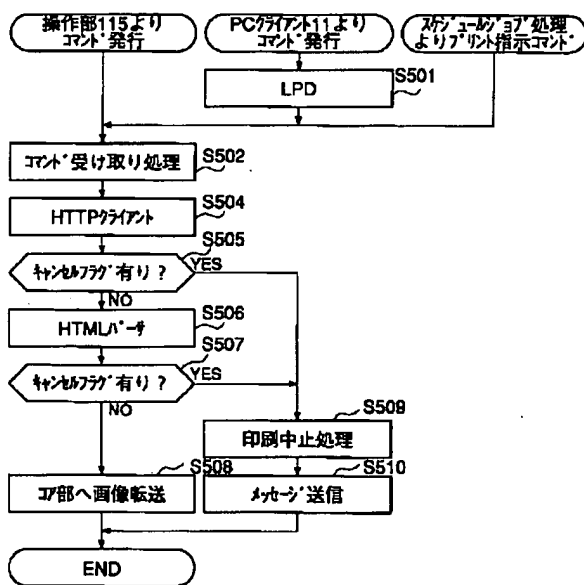 操作部115より
コマンド発行
PCクライアント11より
コマンド発行
スケジュールジョブ処理
よりプリント指示コマンド
S501
LPD
S502
コマンド受け取り処理
S504
HTTPクライアント
S505
キャンセルフラグ有り?
YES
NO
S506
HTMLパーサ
S507
キャンセルフラグ有り?
YES
NO
S509
印刷中止処理
S508
コア部へ画像転送
S510
メッセージ送信
END